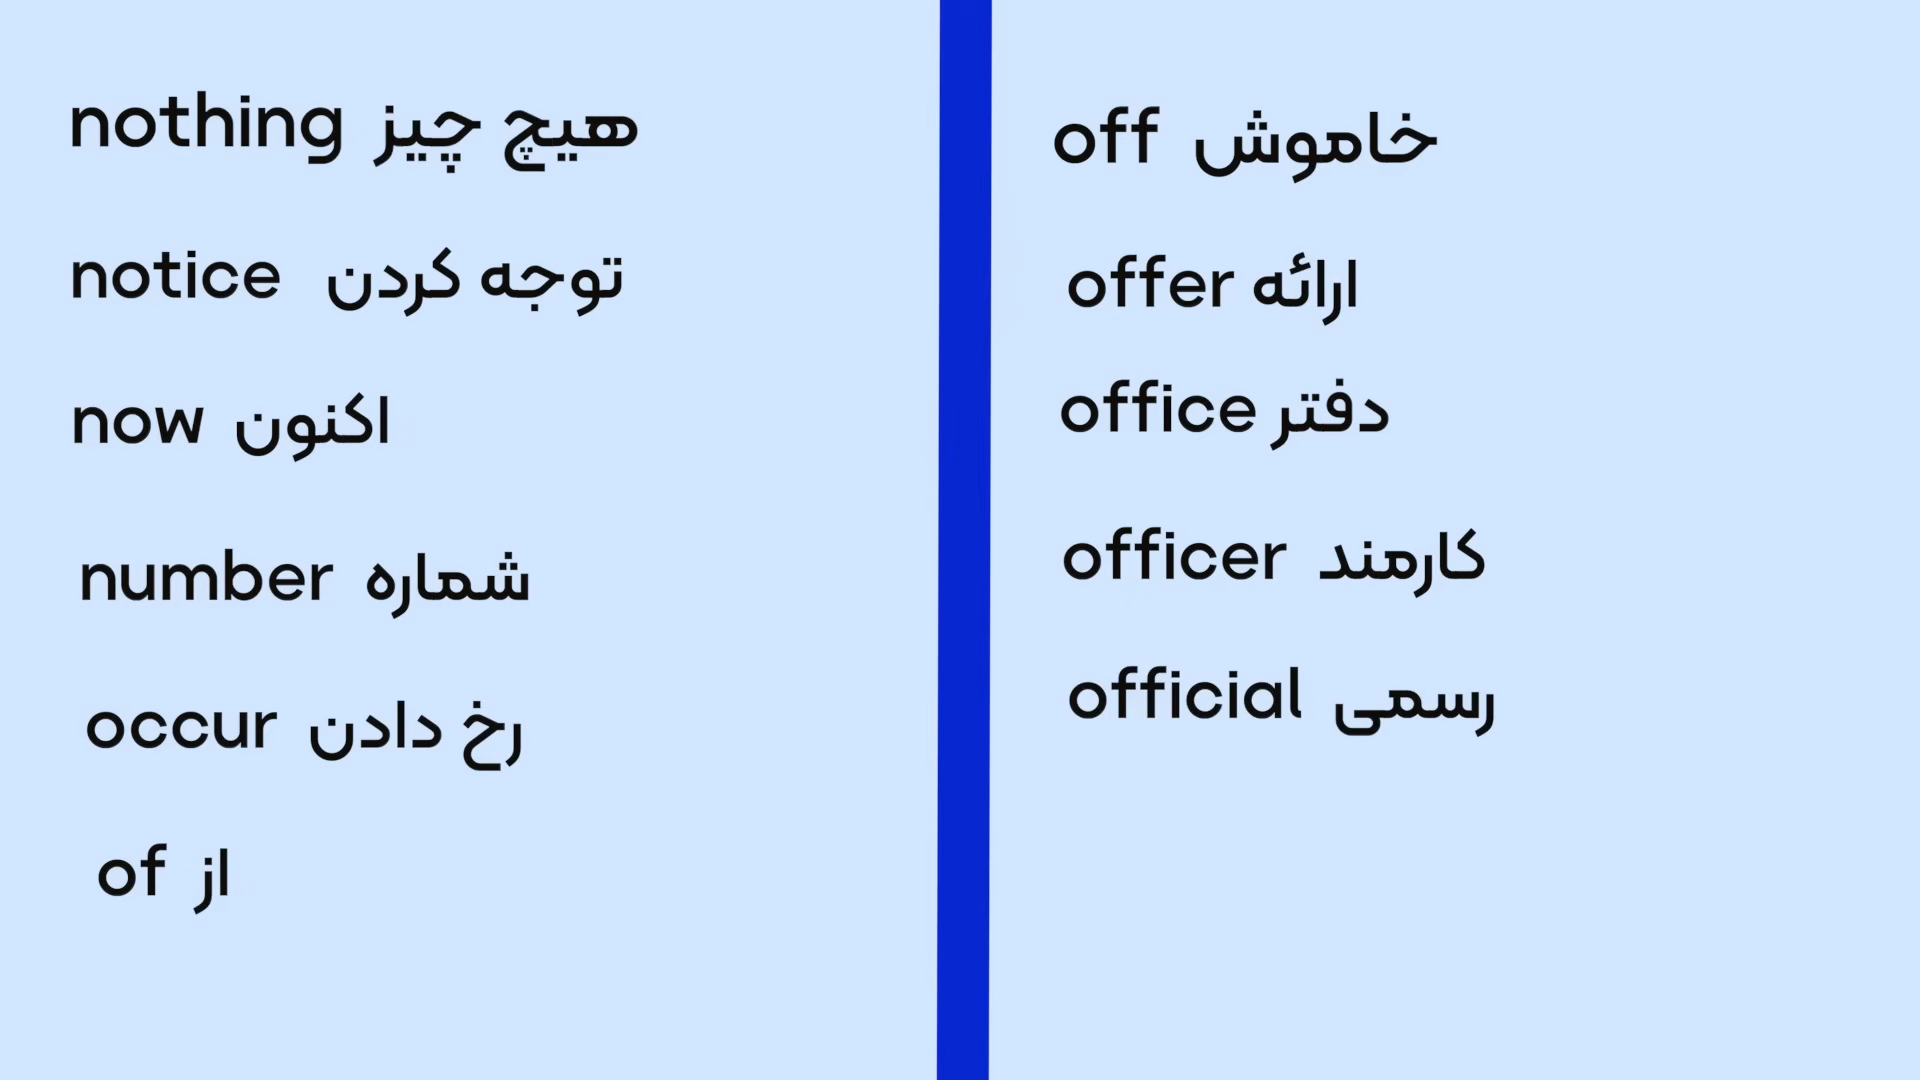 nothing هیچ چیز
notice توجه کردن
now اکنون
number شماره
occur رخ دادن
of از
off خاموش
offer ارائه
office دفتر
officer کارمند
official رسمی